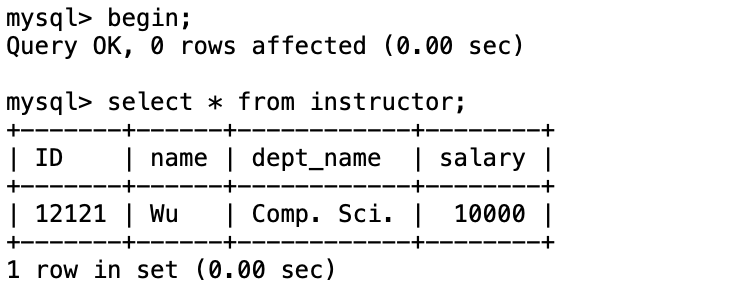 mysql> begin;
Query OK, 0 rows affected (0.00 sec)
mysql> select * from instructor;
+-------+------+------------+--------+
| ID    | name | dept_name  | salary |
+-------+------+------------+--------+
| 12121 | Wu   | Comp. Sci. |  10000 |
+-------+------+------------+--------+
1 row in set (0.00 sec)